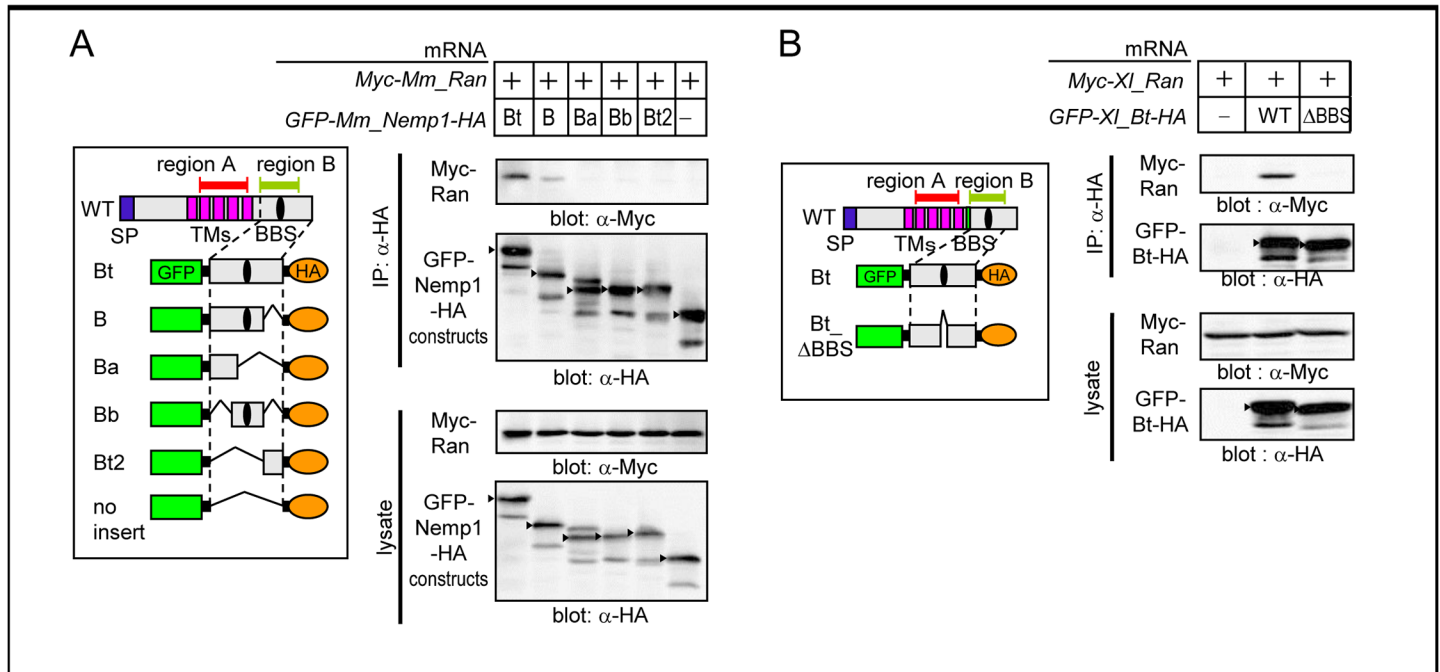 A
mRNA
Myc-Mm_Ran + + + + + +
GFP-Mm_Nemp1-HA Bt B Ba Bb Bt2 –
region A region B
WT
SP TMs BBS
Bt GFP HA
B
Ba
Bb
Bt2
no
insert
IP: α-HA
Myc-
Ran
blot: α-Myc
GFP-
Nemp1
-HA
constructs
blot: α-HA
lysate
Myc-
Ran
blot: α-Myc
GFP-
Nemp1
-HA
constructs
blot: α-HA
B
mRNA
Myc-Xl_Ran + + +
GFP-Xl_Bt-HA – WT ΔBBS
region A region B
WT
SP TMs BBS
Bt GFP HA
Bt_
ΔBBS
IP: α-HA
Myc-
Ran
blot : α-Myc
GFP-
Bt-HA
blot : α-HA
lysate
Myc-
Ran
blot : α-Myc
GFP-
Bt-HA
blot : α-HA